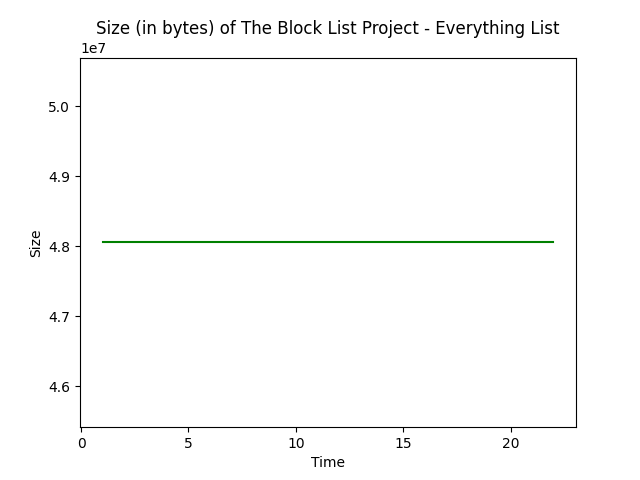 Size (in bytes) of The Block List Project - Everything List
1e7
5.0
4.9
4.8
4.7
4.6
Size
0
5
10
15
20
Time